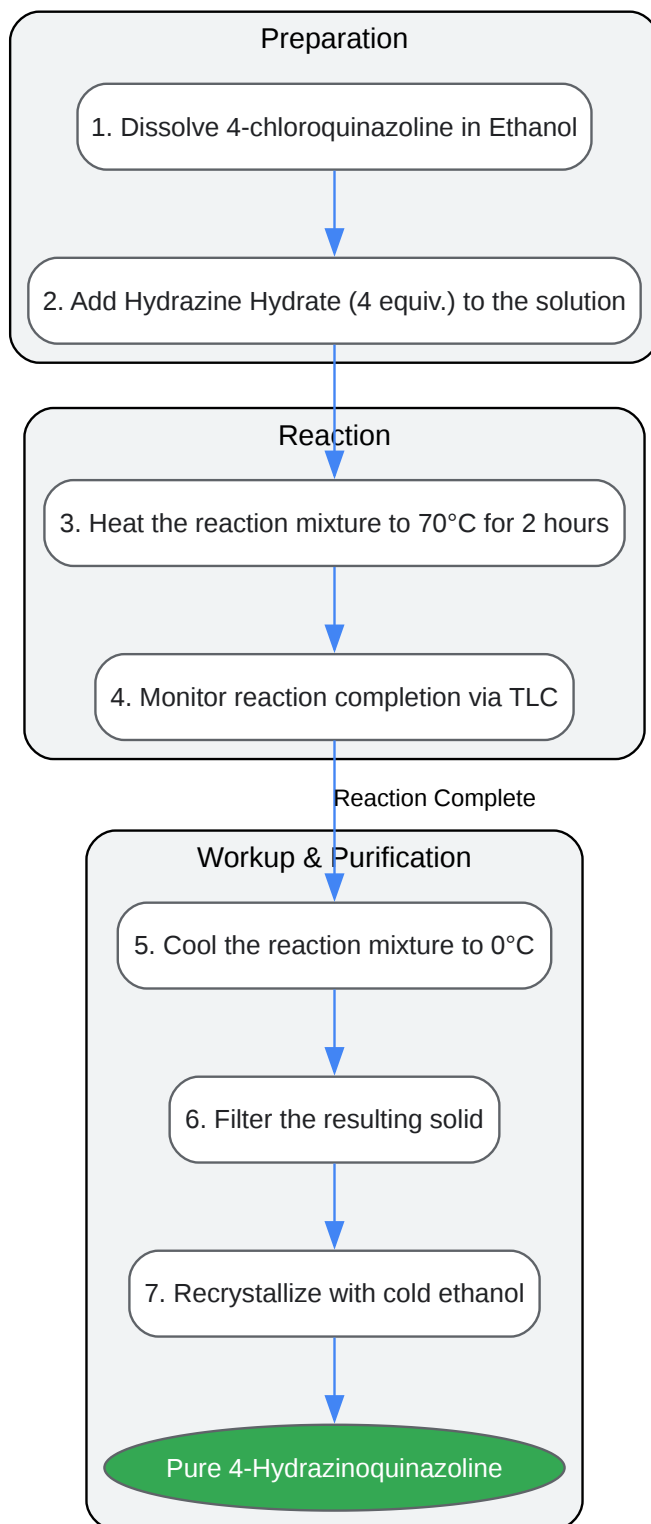 Preparation
1. Dissolve 4-chloroquinazoline in Ethanol
2. Add Hydrazine Hydrate (4 equiv.) to the solution
Reaction
3. Heat the reaction mixture to 70°C for 2 hours
4. Monitor reaction completion via TLC
Reaction Complete
Workup & Purification
5. Cool the reaction mixture to 0°C
6. Filter the resulting solid
7. Recrystallize with cold ethanol
Pure 4-Hydrazinoquinazoline